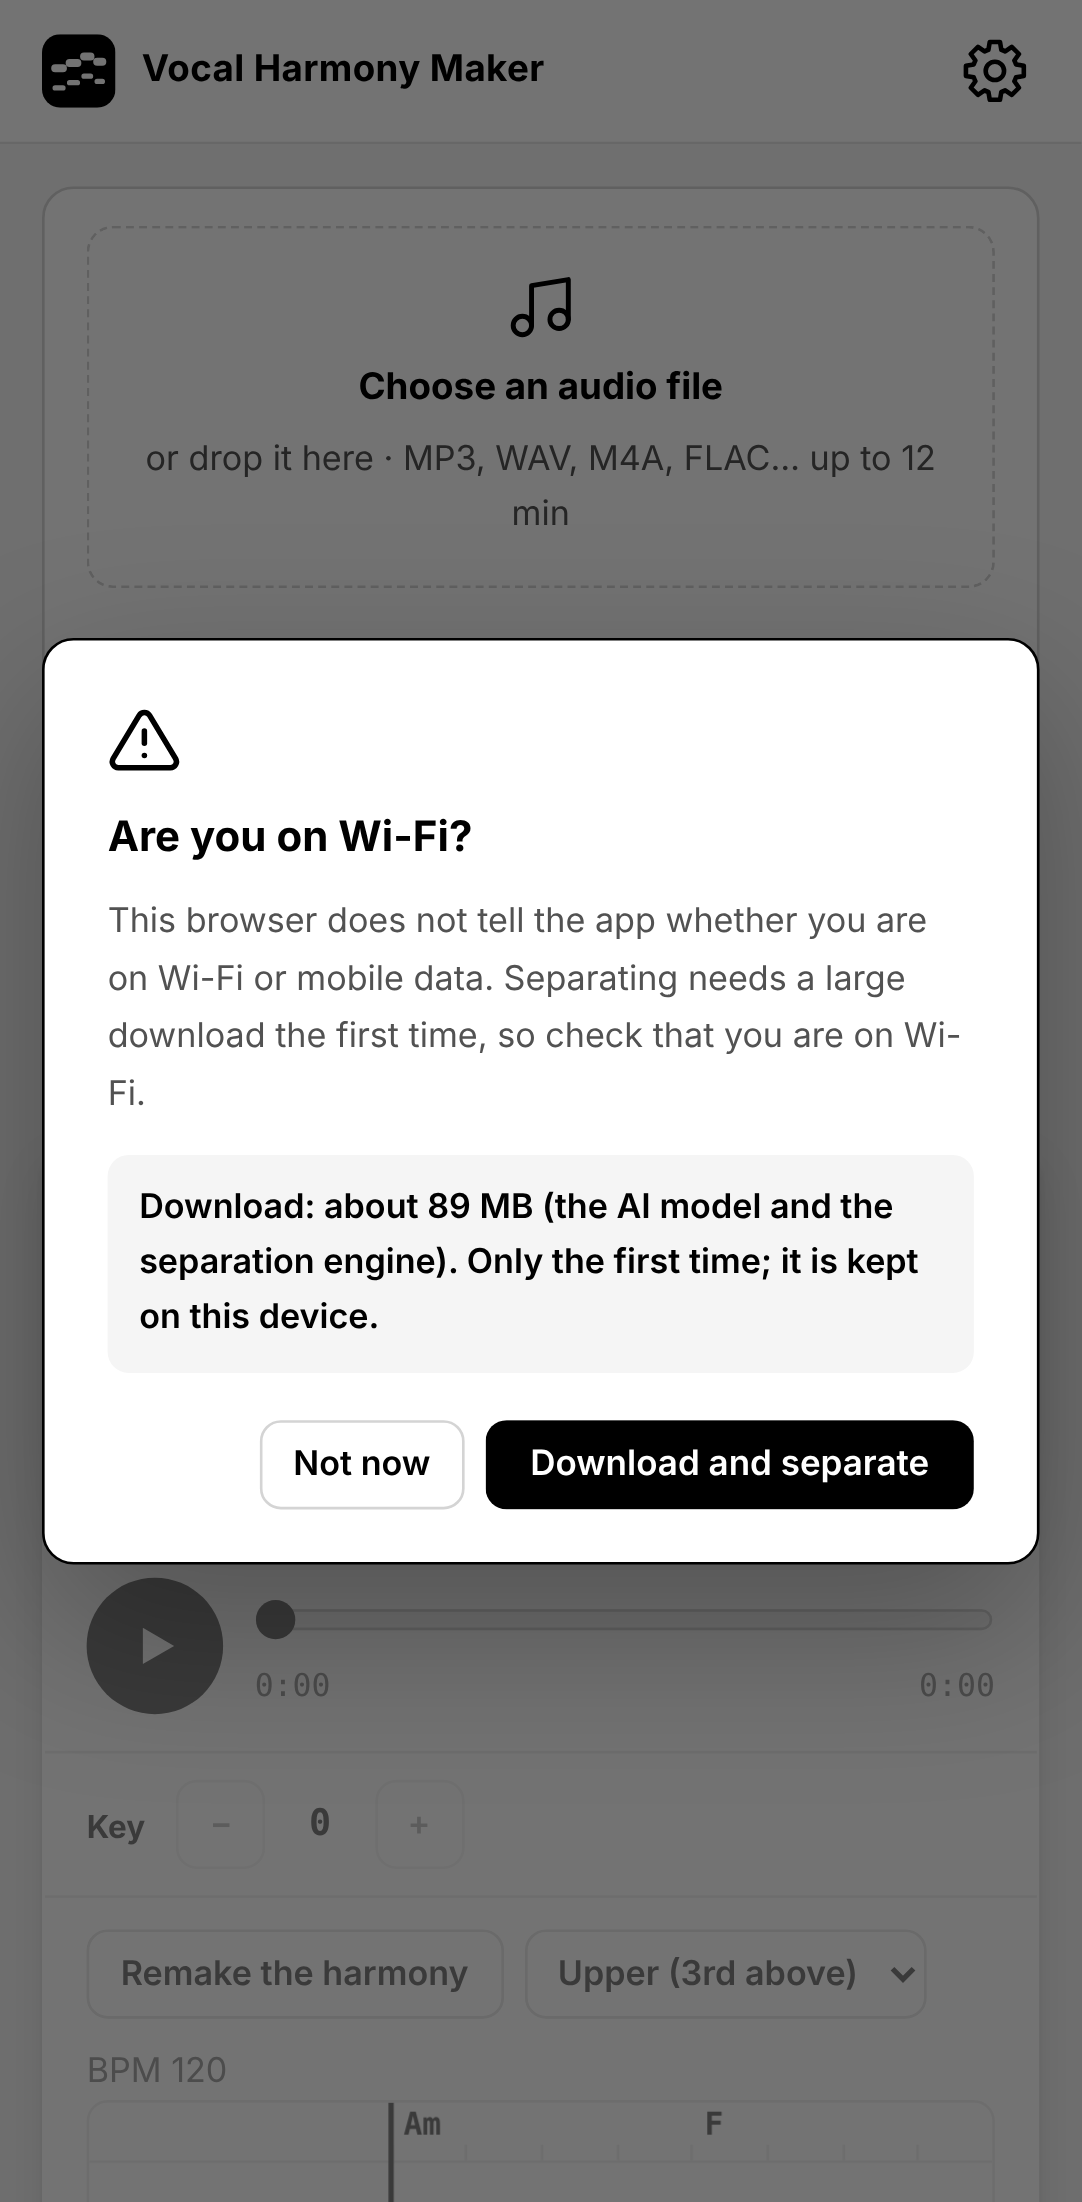 Vocal Harmony Maker
Choose an audio file
or drop it here · MP3, WAV, M4A, FLAC... up to 12
min
Are you on Wi-Fi?
This browser does not tell the app whether you are
on Wi-Fi or mobile data. Separating needs a large
download the first time, so check that you are on Wi-
Fi.
Download: about 89 MB (the AI model and the
separation engine). Only the first time; it is kept
on this device.
Not now
Download and separate
0:00
0:00
Key
−
0
+
Remake the harmony
Upper (3rd above)
BPM 120
Am
F